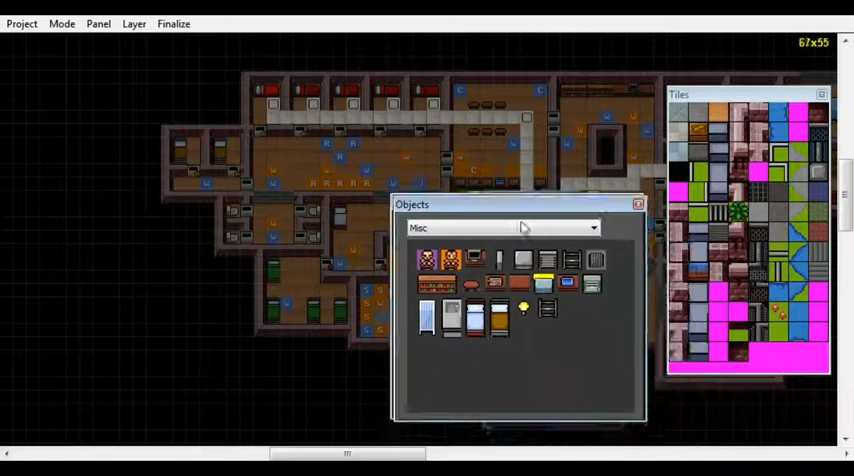 Project Mode Panel Layer Finalize
67x55
Tiles
Objects
Misc
C C
W W
R R
R
W W
C
W R R R R R W
W
S S